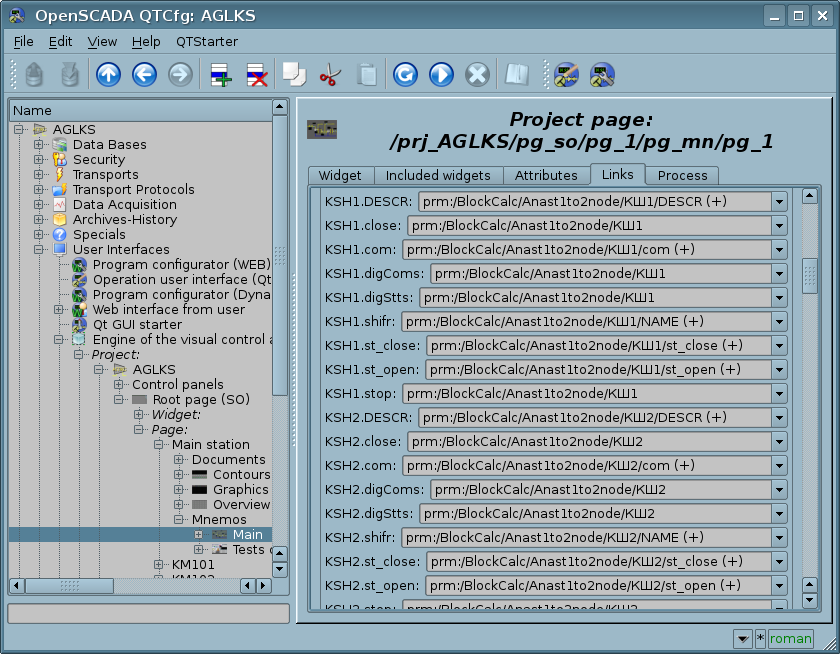 OpenSCADA QTCfg: AGLKS
File Edit View Help QTStarter
Name
AGLKS
Data Bases
Security
Transports
Transport Protocols
Data Acquisition
Archives-History
Specials
User Interfaces
Program configurator (WEB)
Operation user interface (Qt
Program configurator (Dyna
Web interface from user
Qt GUI starter
Engine of the visual control a
Project:
AGLKS
Control panels
Root page (SO)
Widget:
Page:
Main station
Documents
Contours
Graphics
Overview
Mnemos
Main
Tests
KM101
KM102
Project page:
/prj_AGLKS/pg_so/pg_1/pg_mn/pg_1
Widget Included widgets Attributes Links Process
KSH1.DESCR: prm:/BlockCalc/Anast1to2node/КШ1/DESCR (+)
KSH1.close: prm:/BlockCalc/Anast1to2node/КШ1
KSH1.com: prm:/BlockCalc/Anast1to2node/КШ1/com (+)
KSH1.digComs: prm:/BlockCalc/Anast1to2node/КШ1
KSH1.digStts: prm:/BlockCalc/Anast1to2node/КШ1
KSH1.shifr: prm:/BlockCalc/Anast1to2node/КШ1/NAME (+)
KSH1.st_close: prm:/BlockCalc/Anast1to2node/КШ1/st_close (+)
KSH1.st_open: prm:/BlockCalc/Anast1to2node/КШ1/st_open (+)
KSH1.stop: prm:/BlockCalc/Anast1to2node/КШ1
KSH2.DESCR: prm:/BlockCalc/Anast1to2node/КШ2/DESCR (+)
KSH2.close: prm:/BlockCalc/Anast1to2node/КШ2
KSH2.com: prm:/BlockCalc/Anast1to2node/КШ2/com (+)
KSH2.digComs: prm:/BlockCalc/Anast1to2node/КШ2
KSH2.digStts: prm:/BlockCalc/Anast1to2node/КШ2
KSH2.shifr: prm:/BlockCalc/Anast1to2node/КШ2/NAME (+)
KSH2.st_close: prm:/BlockCalc/Anast1to2node/КШ2/st_close (+)
KSH2.st_open: prm:/BlockCalc/Anast1to2node/КШ2/st_open (+)
KSH2.stop: prm:/BlockCalc/Anast1to2node/КШ2
* roman